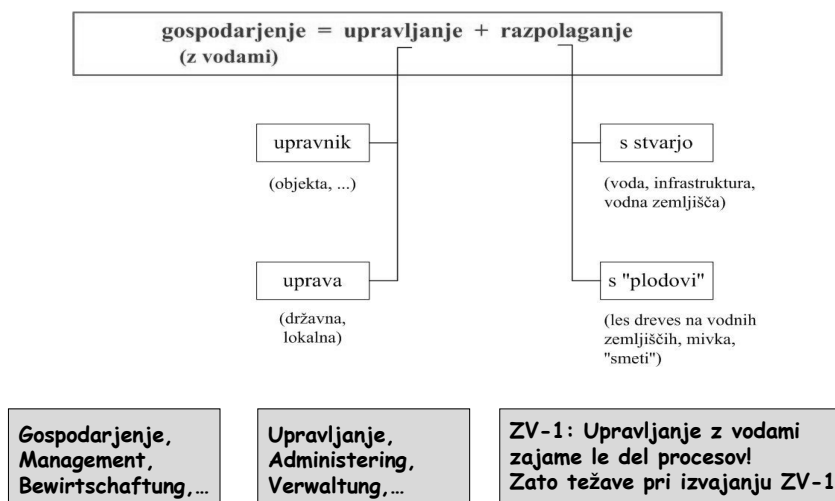 gospodarjenje = upravljanje + razpolaganje
(z vodami)
upravnik
(objekta, ...)
uprava
(državna,
lokalna)
s stvarjo
(voda, infrastruktura,
vodna zemljišča)
s "plodovi"
(les dreves na vodnih
zemljiščih, mivka,
"smeti")
Gospodarjenje,
Management,
Bewirtschaftung,...
Upravljanje,
Administering,
Verwaltung,...
ZV-1: Upravljanje z vodami
zajame le del procesov!
Zato težave pri izvajanju ZV-1